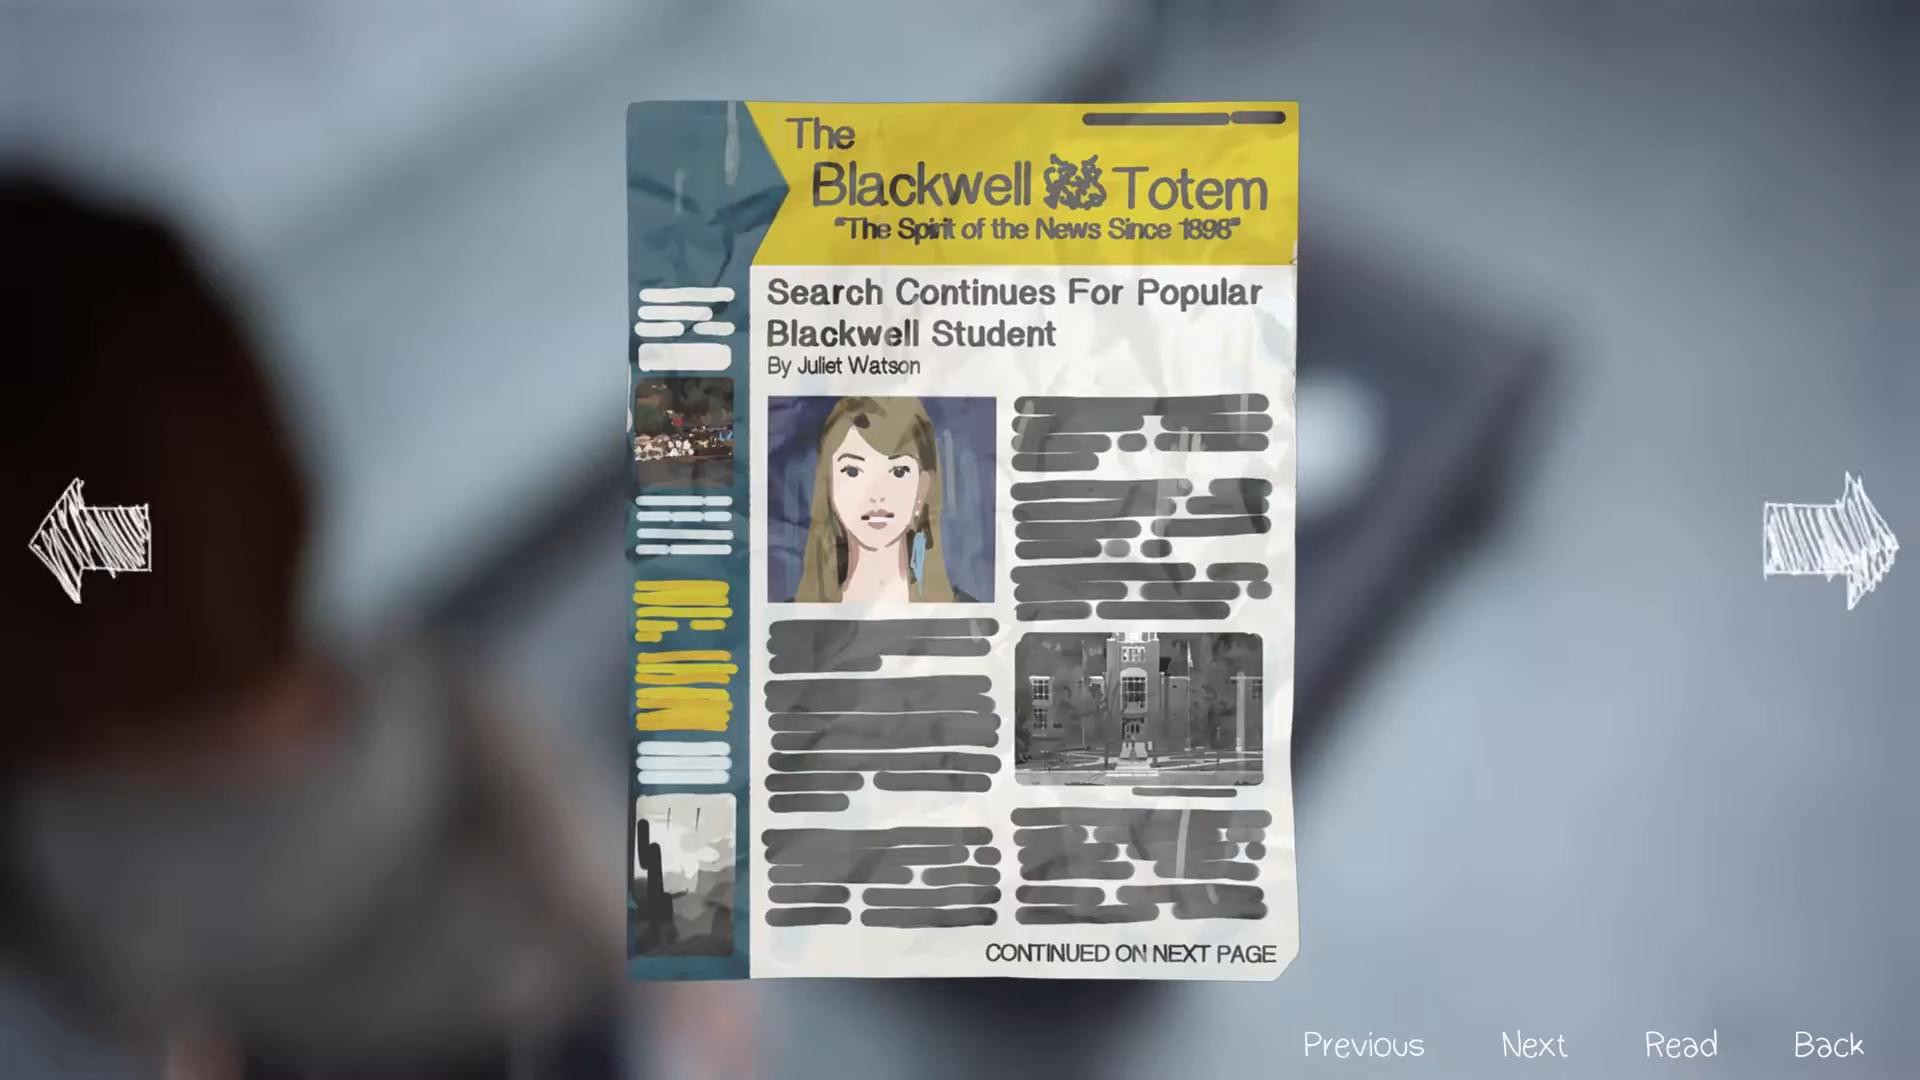 The
Blackwell Totem
"The Spirit of the News Since 1898"
Search Continues For Popular
Blackwell Student
By Juliet Watson
CONTINUED ON NEXT PAGE
Previous Next Read Back